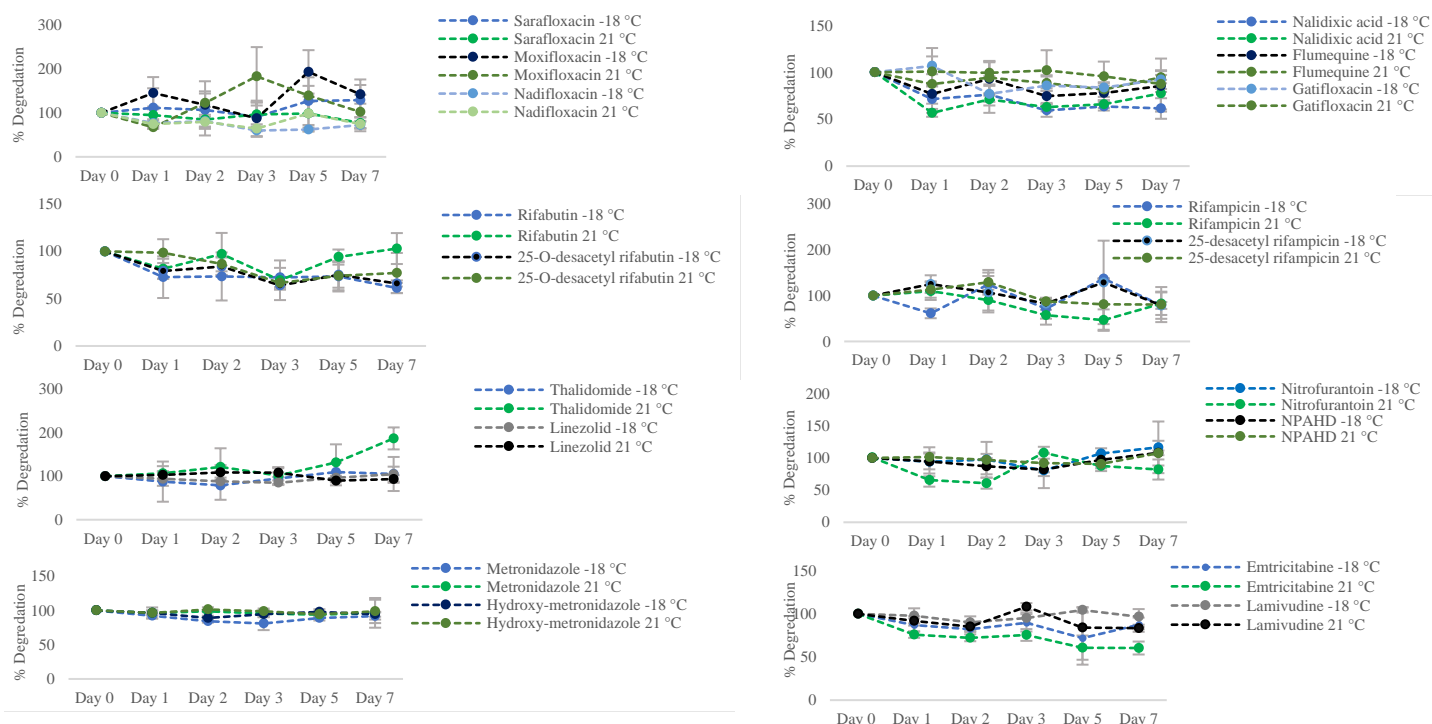 % Degredation
300
200
100
0
Day 0 Day 1 Day 2 Day 3 Day 5 Day 7
Sarafloxacin -18 °C
Sarafloxacin 21 °C
Moxifloxacin -18 °C
Moxifloxacin 21 °C
Nadifloxacin -18 °C
Nadifloxacin 21 °C
% Degredation
150
100
50
0
Day 0 Day 1 Day 2 Day 3 Day 5 Day 7
Nalidixic acid -18 °C
Nalidixic acid 21 °C
Flumequine -18 °C
Flumequine 21 °C
Gatifloxacin -18 °C
Gatifloxacin 21 °C
% Degredation
150
100
50
0
Day 0 Day 1 Day 2 Day 3 Day 5 Day 7
Rifabutin -18 °C
Rifabutin 21 °C
25-O-desacetyl rifabutin -18 °C
25-O-desacetyl rifabutin 21 °C
% Degredation
300
200
100
0
Day 0 Day 1 Day 2 Day 3 Day 5 Day 7
Rifampicin -18 °C
Rifampicin 21 °C
25-desacetyl rifampicin -18 °C
25-desacetyl rifampicin 21 °C
% Degredation
300
200
100
0
Day 0 Day 1 Day 2 Day 3 Day 5 Day 7
Thalidomide -18 °C
Thalidomide 21 °C
Linezolid -18 °C
Linezolid 21 °C
% Degredation
200
150
100
50
0
Day 0 Day 1 Day 2 Day 3 Day 5 Day 7
Nitrofurantoin -18 °C
Nitrofurantoin 21 °C
NPAHD -18 °C
NPAHD 21 °C
% Degredation
150
100
50
0
Day 0 Day 1 Day 2 Day 3 Day 5 Day 7
Metronidazole -18 °C
Metronidazole 21 °C
Hydroxy-metronidazole -18 °C
Hydroxy-metronidazole 21 °C
% Degredation
150
100
50
0
Day 0 Day 1 Day 2 Day 3 Day 5 Day 7
Emtricitabine -18 °C
Emtricitabine 21 °C
Lamivudine -18 °C
Lamivudine 21 °C